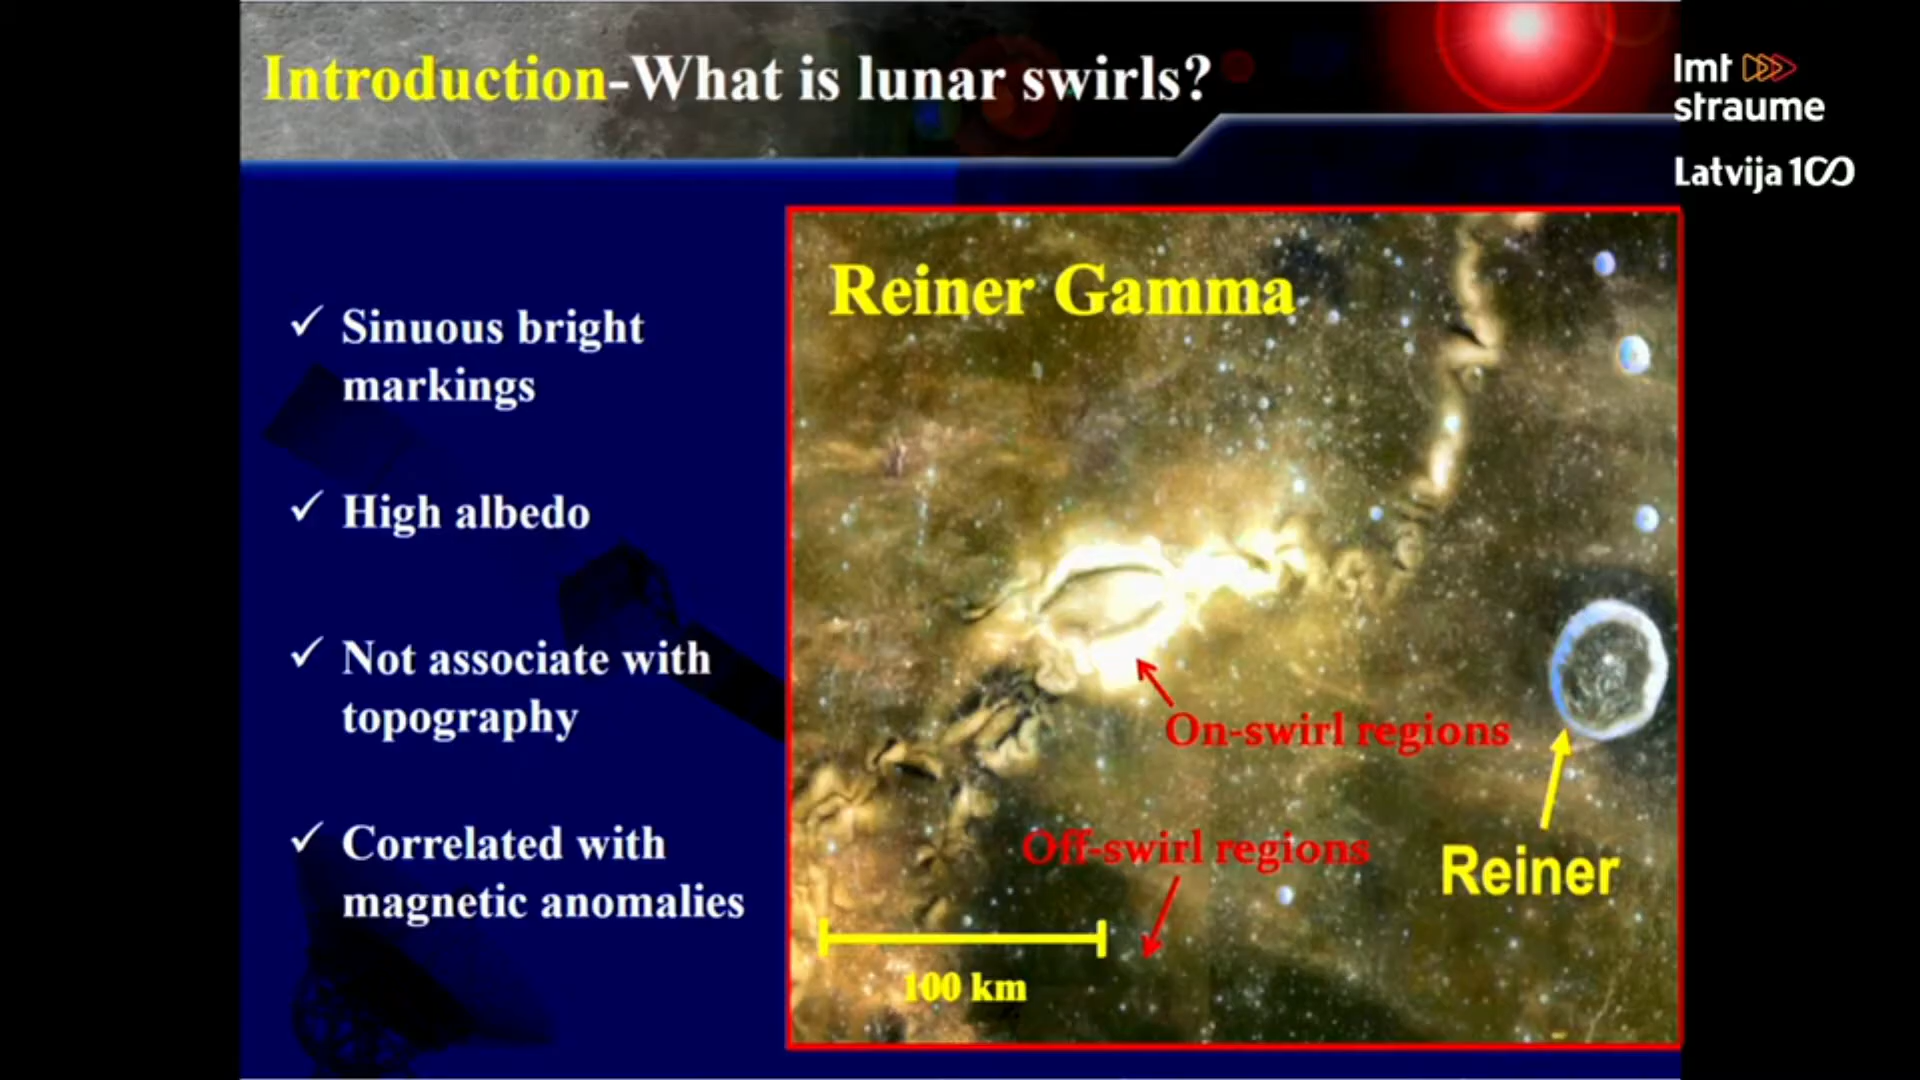 Introduction-What is lunar swirls?
lmt
straume
Latvija 100
✓ Sinuous bright
markings
✓ High albedo
✓ Not associate with
topography
✓ Correlated with
magnetic anomalies
Reiner Gamma
On-swirl regions
Off-swirl regions
Reiner
100 km